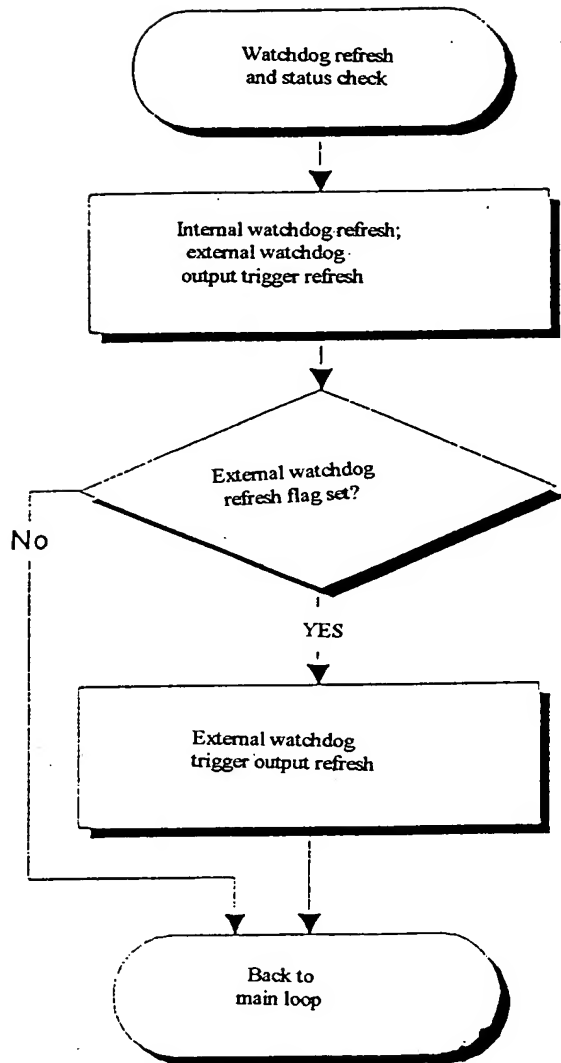 Watchdog refresh
and status check
Internal watchdog refresh;
external watchdog
output trigger refresh
External watchdog
refresh flag set?
No
YES
External watchdog
trigger output refresh
Back to
main loop